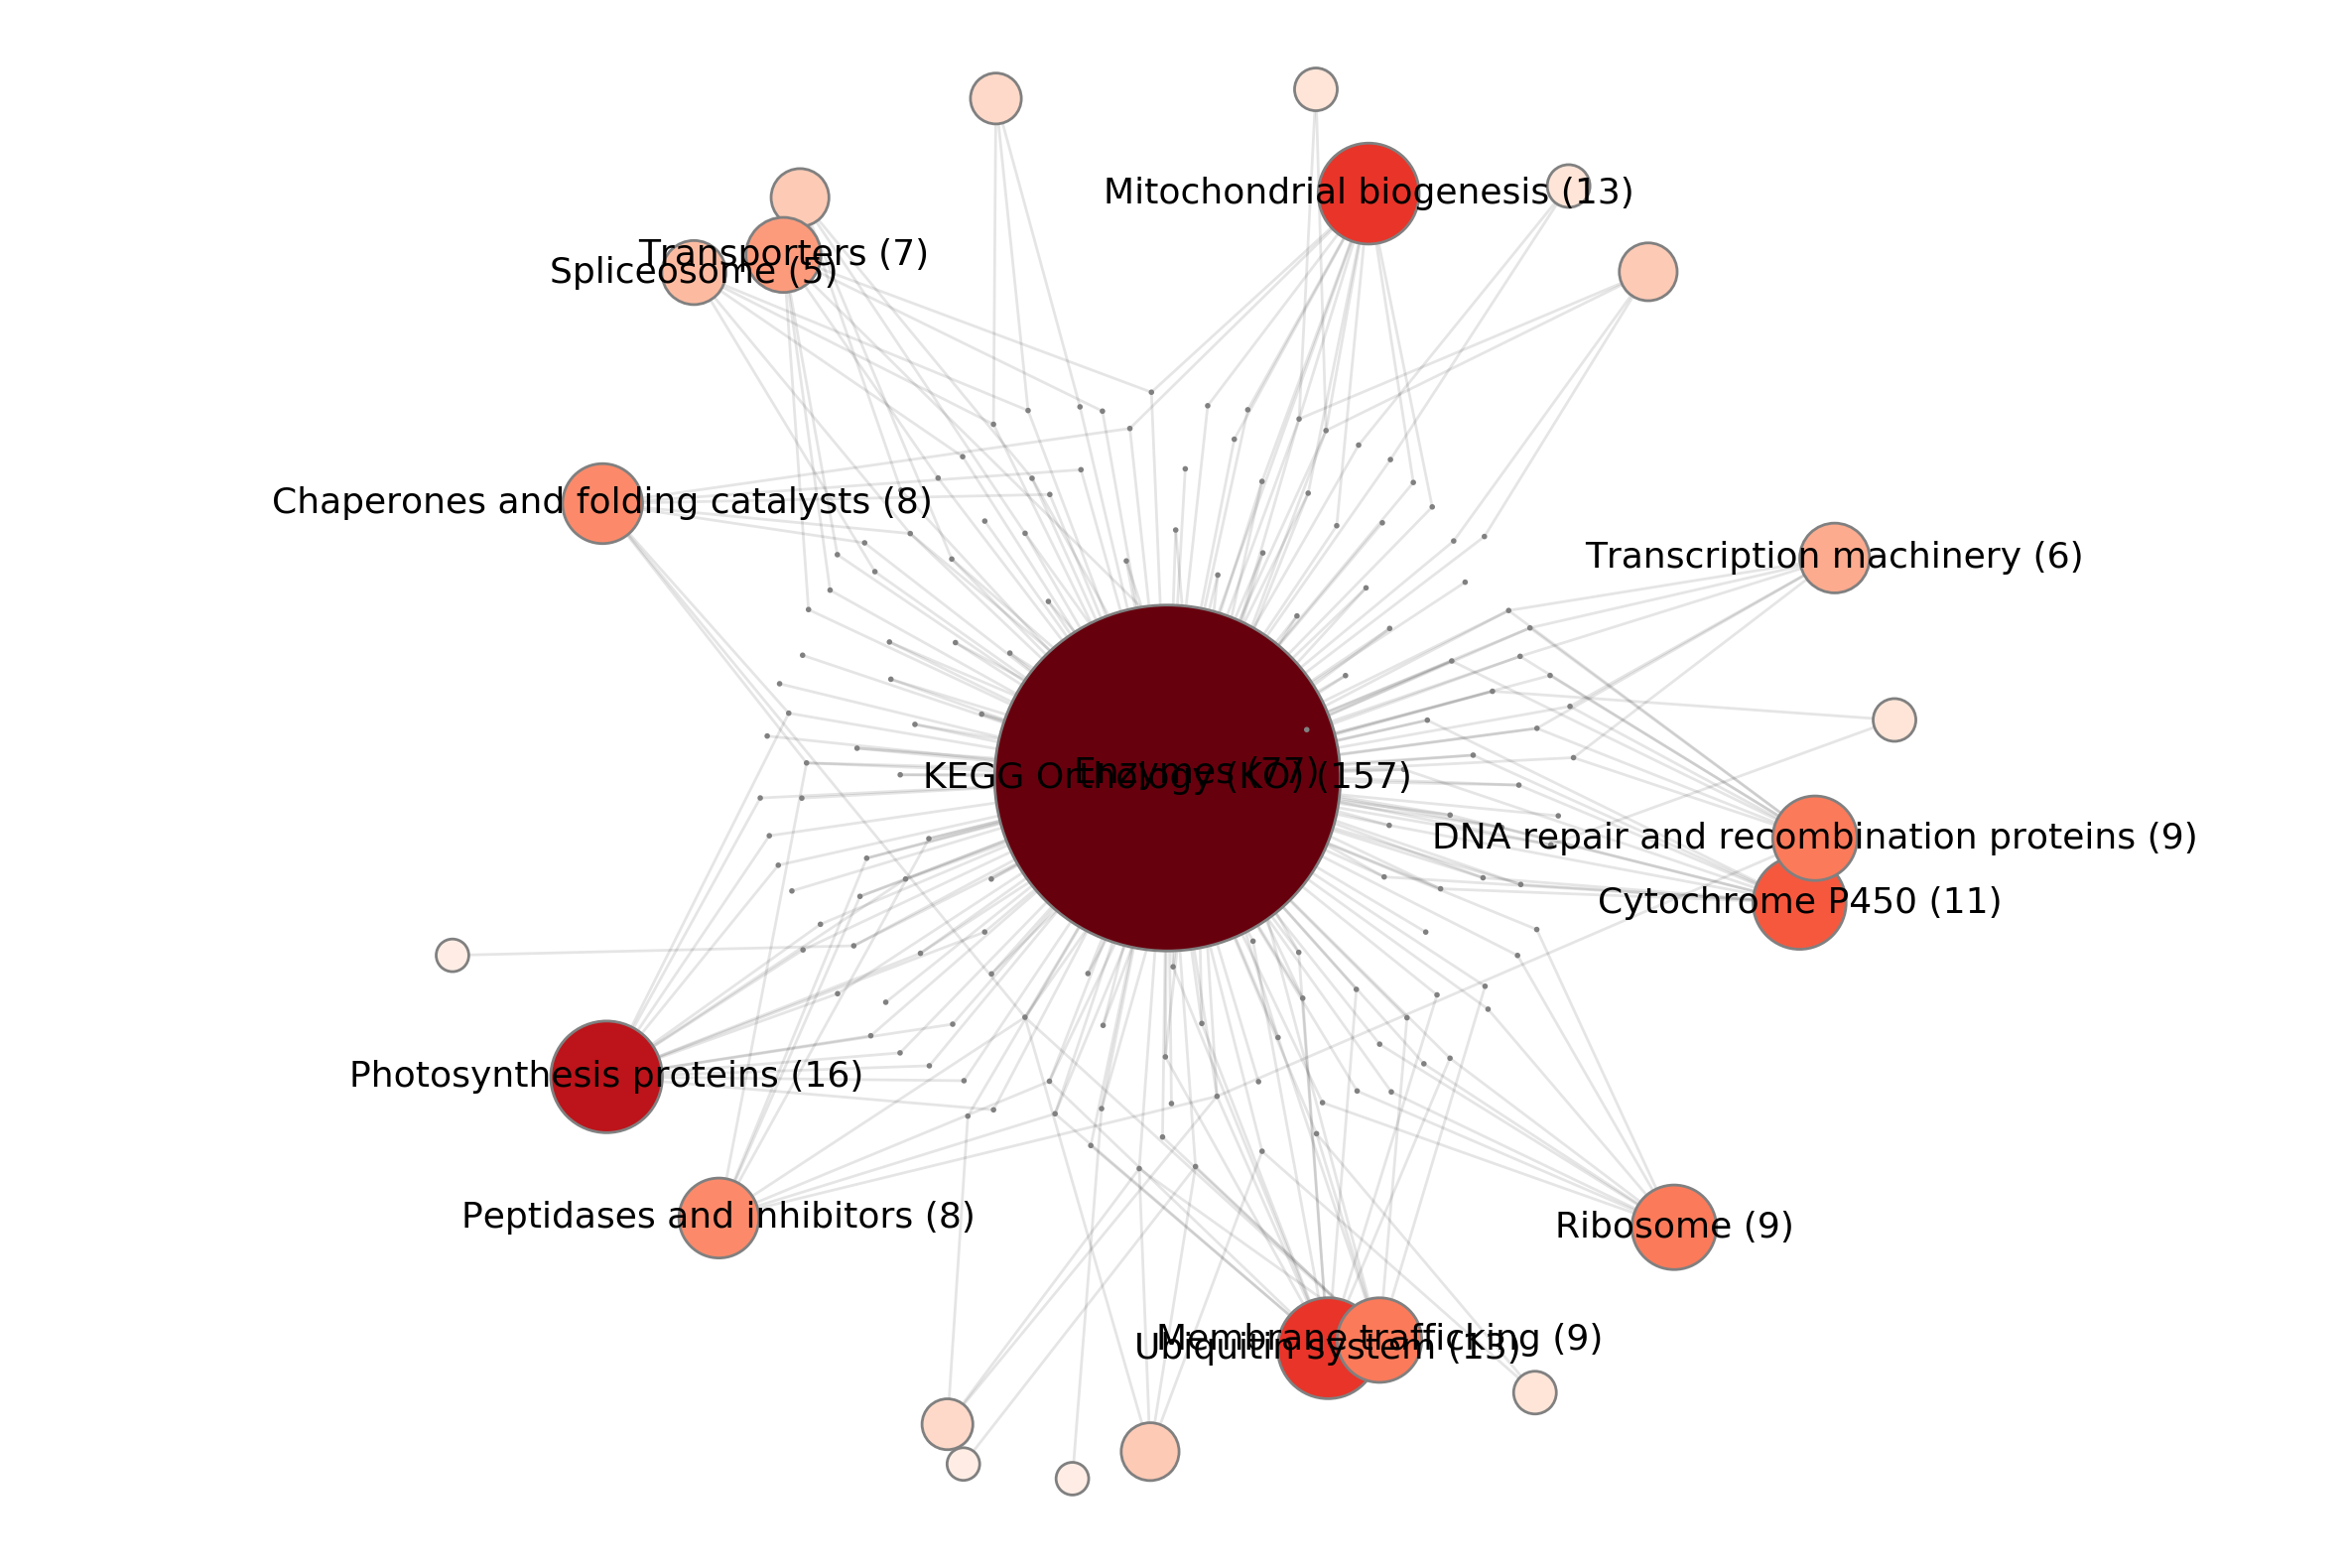 Mitochondrial biogenesis (13)
Transporters (7)
Spliceosome (5)
Chaperones and folding catalysts (8)
Transcription machinery (6)
Enzymes (77)
KEGG Orthology (KO) (157)
DNA repair and recombination proteins (9)
Cytochrome P450 (11)
Photosynthesis proteins (16)
Peptidases and inhibitors (8)
Ribosome (9)
Membrane trafficking (9)
Ubiquitin system (13)